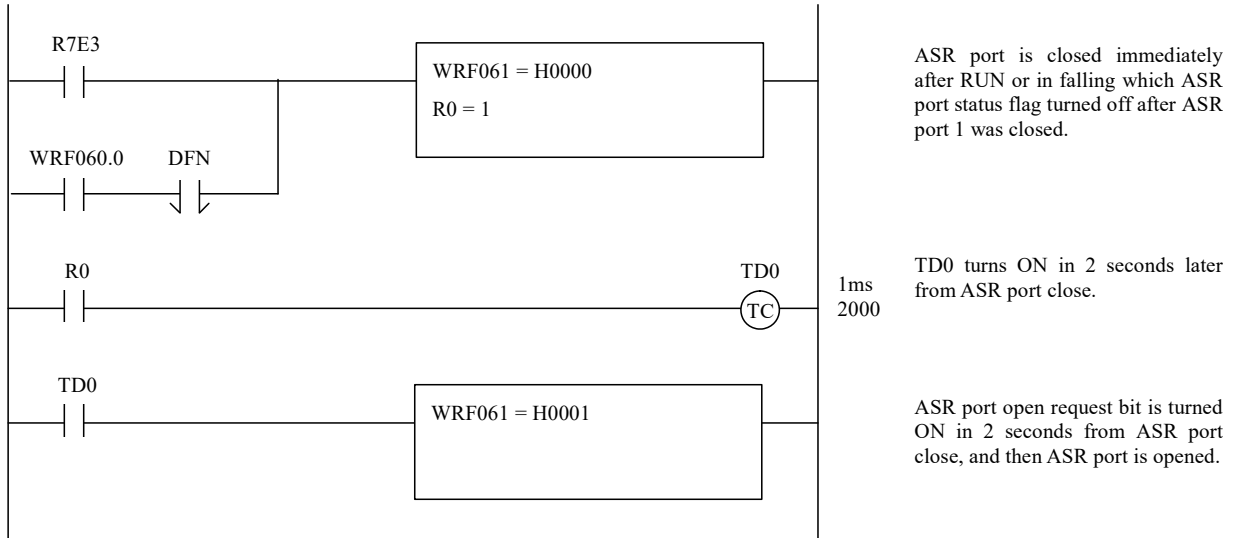 R7E3
WRF061 = H0000
R0 = 1
ASR port is closed immediately
after RUN or in falling which ASR
port status flag turned off after ASR
port 1 was closed.
WRF060.0 DFN
R0
TD0
TC
1ms
2000
TD0 turns ON in 2 seconds later
from ASR port close.
TD0
WRF061 = H0001
ASR port open request bit is turned
ON in 2 seconds from ASR port
close, and then ASR port is opened.